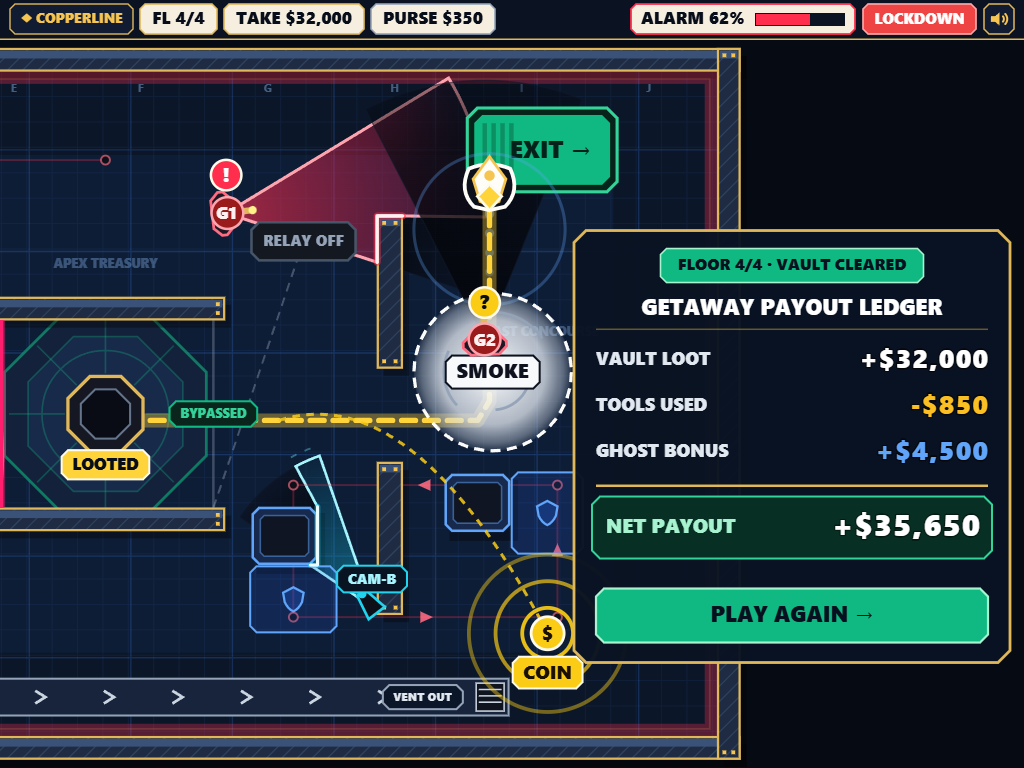 COPPERLINE
FL 4/4
TAKE $32,000
PURSE $350
ALARM 62%
LOCKDOWN
E F G H I J
EXIT →
!
G1
RELAY OFF
APEX TREASURY
?
G2
SMOKE
BYPASSED
LOOTED
CAM-B
$
COIN
VENT OUT
FLOOR 4/4 · VAULT CLEARED
GETAWAY PAYOUT LEDGER
VAULT LOOT +$32,000
TOOLS USED -$850
GHOST BONUS +$4,500
NET PAYOUT +$35,650
PLAY AGAIN →